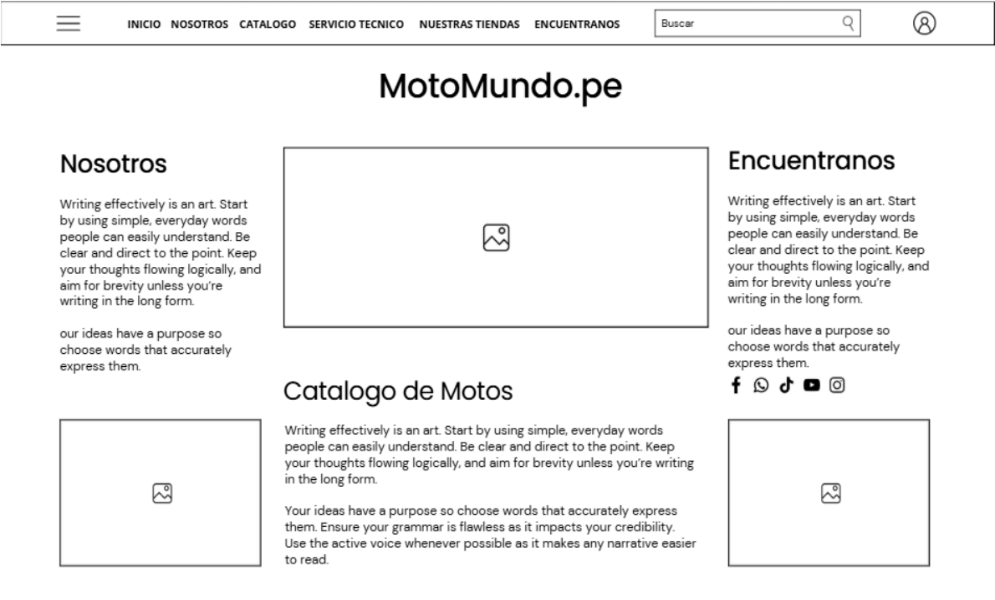 INICIO NOSOTROS CATALOGO SERVICIO TECNICO NUESTRAS TIENDAS ENCUENTRANOS Buscar
MotoMundo.pe
Nosotros
Writing effectively is an art. Start
by using simple, everyday words
people can easily understand. Be
clear and direct to the point. Keep
your thoughts flowing logically, and
aim for brevity unless you're
writing in the long form.
our ideas have a purpose so
choose words that accurately
express them.
Catalogo de Motos
Writing effectively is an art. Start by using simple, everyday words
people can easily understand. Be clear and direct to the point. Keep
your thoughts flowing logically, and aim for brevity unless you're writing
in the long form.
Your ideas have a purpose so choose words that accurately express
them. Ensure your grammar is flawless as it impacts your credibility.
Use the active voice whenever possible as it makes any narrative easier
to read.
Encuentranos
Writing effectively is an art. Start
by using simple, everyday words
people can easily understand. Be
clear and direct to the point. Keep
your thoughts flowing logically, and
aim for brevity unless you're
writing in the long form.
our ideas have a purpose so
choose words that accurately
express them.